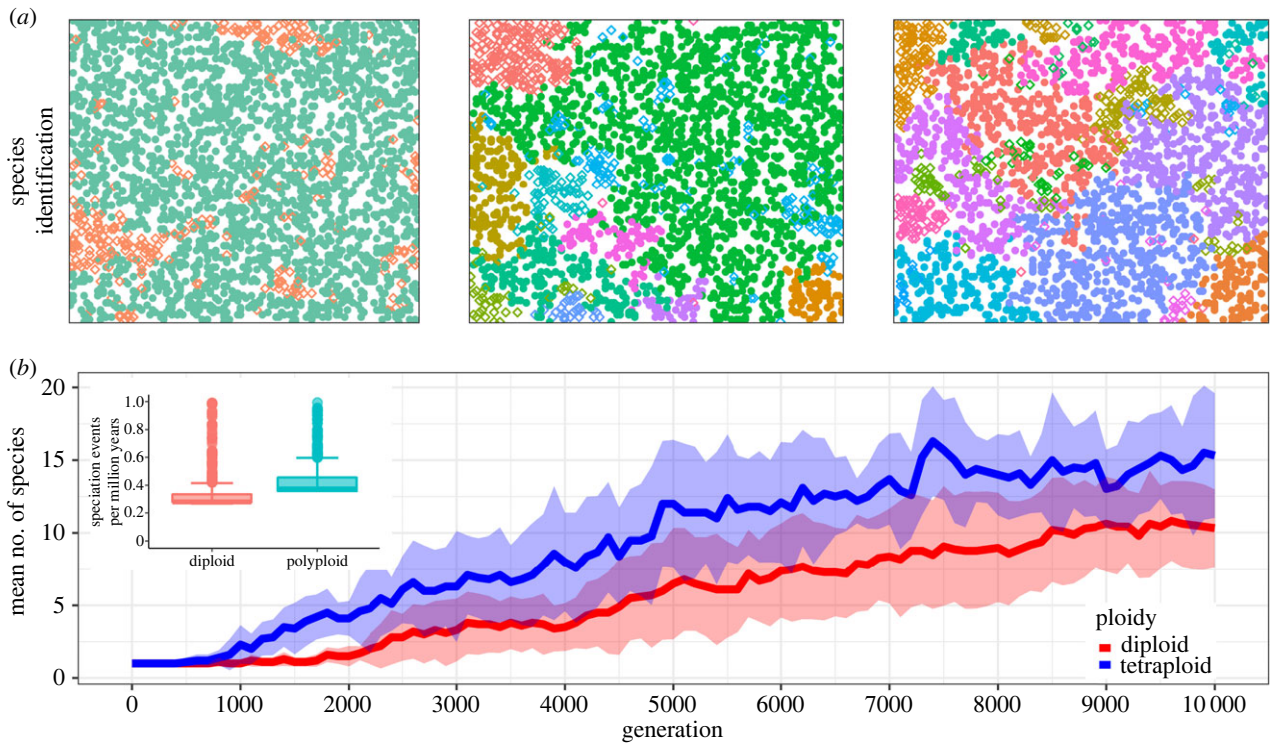 (a)
species
identification
(b)
mean no. of species
20
15
10
5
0
speciation events
per million years
1.0
0.8
0.6
0.4
0.2
0
diploid polyploid
ploidy
diploid
tetraploid
0 1000 2000 3000 4000 5000 6000 7000 8000 9000 10 000
generation